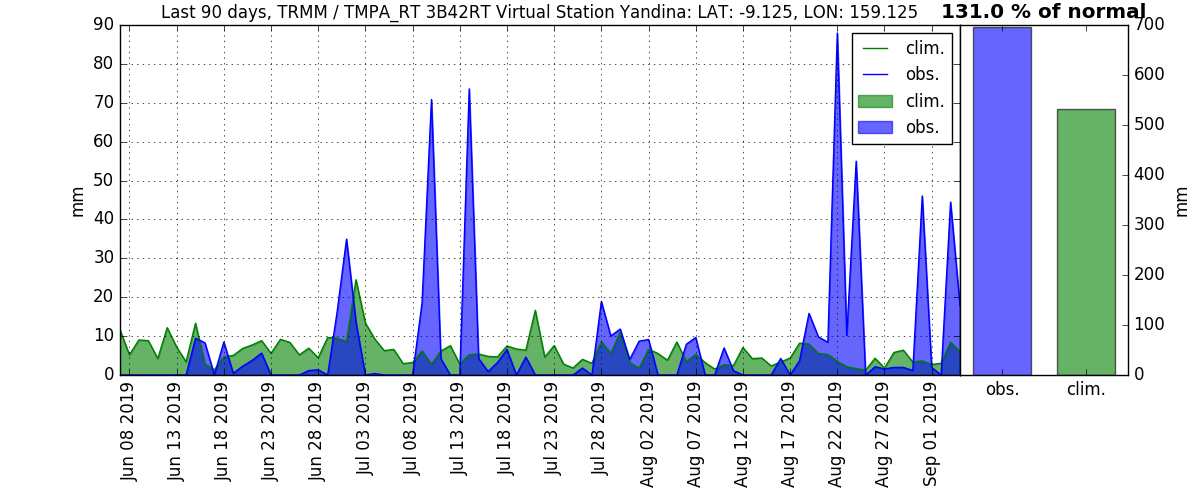 Last 90 days, TRMM / TMPA_RT 3B42RT Virtual Station Yandina: LAT: -9.125, LON: 159.125
131.0 % of normal
90
80
70
60
50
40
30
20
10
0
mm
clim.
obs.
clim.
obs.
700
600
500
400
300
200
100
0
mm
obs.
clim.
Jun 08 2019
Jun 13 2019
Jun 18 2019
Jun 23 2019
Jun 28 2019
Jul 03 2019
Jul 08 2019
Jul 13 2019
Jul 18 2019
Jul 23 2019
Jul 28 2019
Aug 02 2019
Aug 07 2019
Aug 12 2019
Aug 17 2019
Aug 22 2019
Aug 27 2019
Sep 01 2019